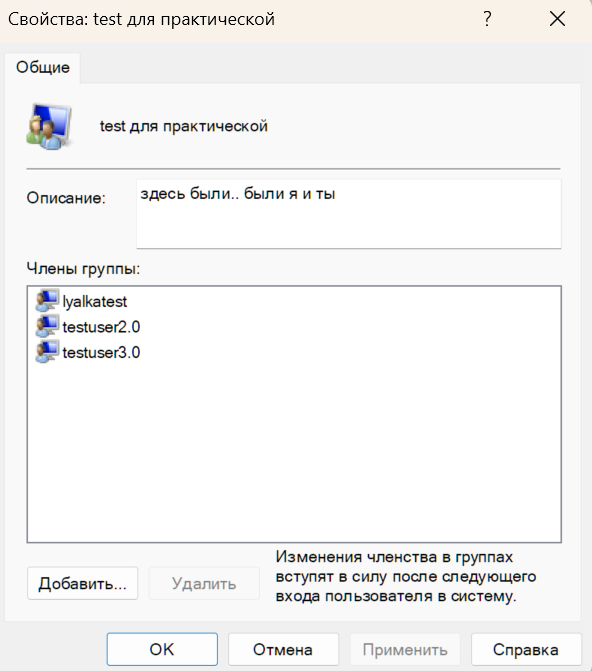 Свойства: test для практической
?
Общие
test для практической
Описание:
здесь были.. были я и ты
Члены группы:
lyalkatest
testuser2.0
testuser3.0
Добавить...
Удалить
Изменения членства в группах
вступят в силу после следующего
входа пользователя в систему.
OK
Отмена
Применить
Справка